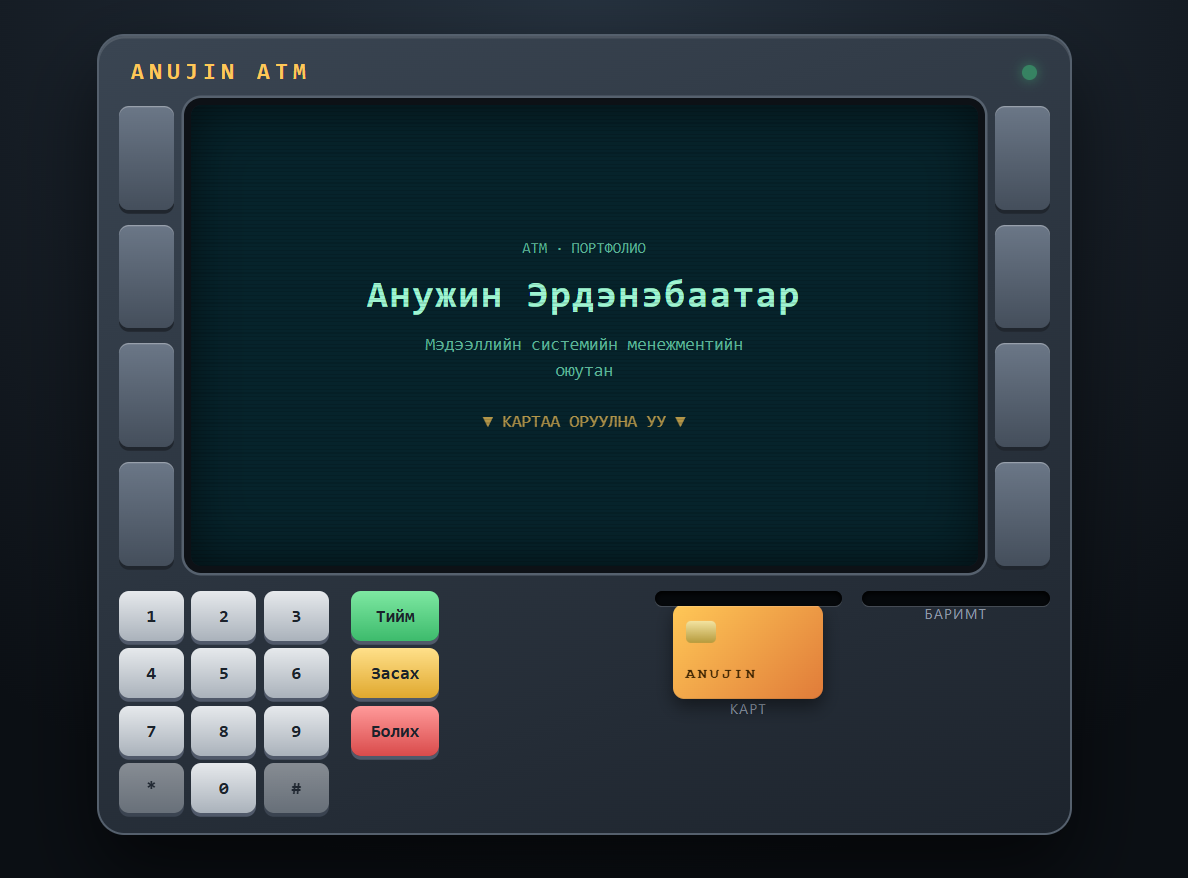 ANUJIN ATM
АТМ · ПОРТФОЛИО
Анужин Эрдэнэбаатар
Мэдээллийн системийн менежментийн
оюутан
▼ КАРТАА ОРУУЛНА УУ ▼
1 2 3 Тийм
4 5 6 Засах
7 8 9 Болих
* 0 #
ANUJIN
КАРТ
БАРИМТ